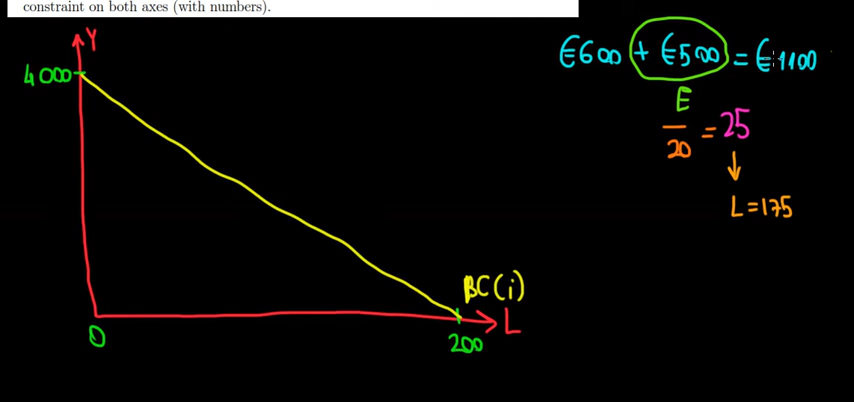 constraint on both axes (with numbers).
Y
4000
€600 + €500 = €1100
E
20
= 25
L=175
BC(i)
L
0
200